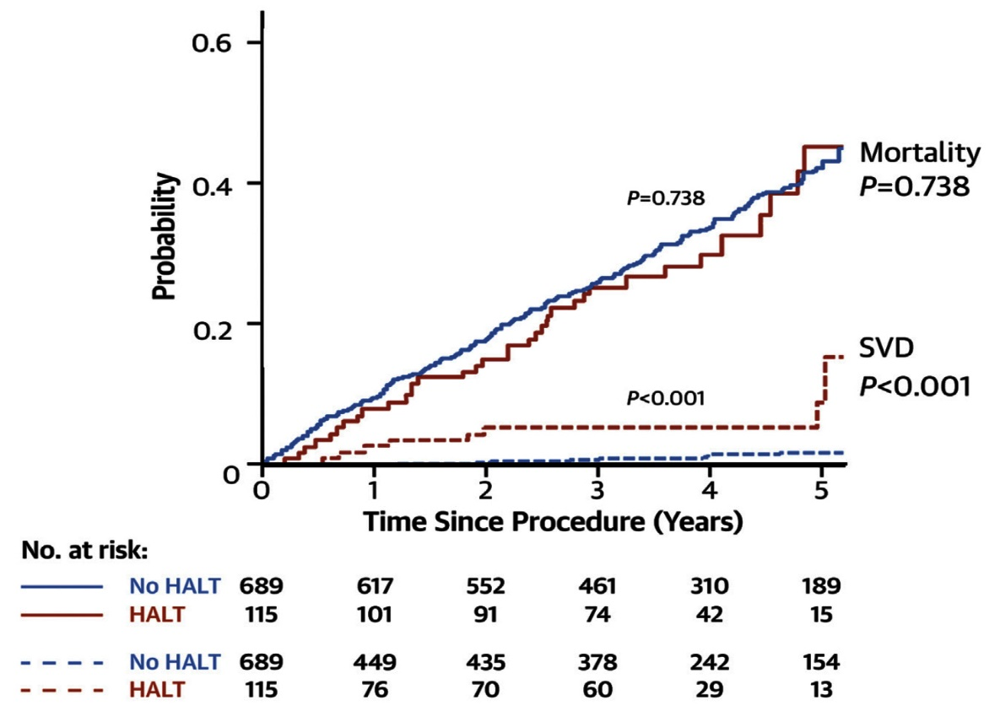 0.6
0.4
0.2
0
Probability
P=0.738
Mortality
P=0.738
SVD
P<0.001
P<0.001
0 1 2 3 4 5
Time Since Procedure (Years)
No. at risk:
No HALT 689 617 552 461 310 189
HALT 115 101 91 74 42 15
No HALT 689 449 435 378 242 154
HALT 115 76 70 60 29 13